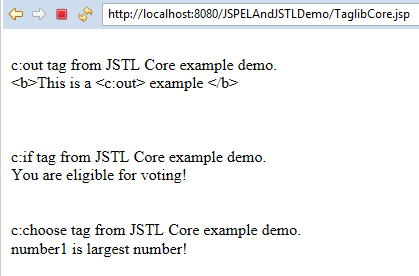 http://localhost:8080/JSPELAndJSTLDemo/TaglibCore.jsp
c:out tag from JSTL Core example demo.
<b>This is a <c:out> example </b>
c:if tag from JSTL Core example demo.
You are eligible for voting!
c:choose tag from JSTL Core example demo.
number1 is largest number!